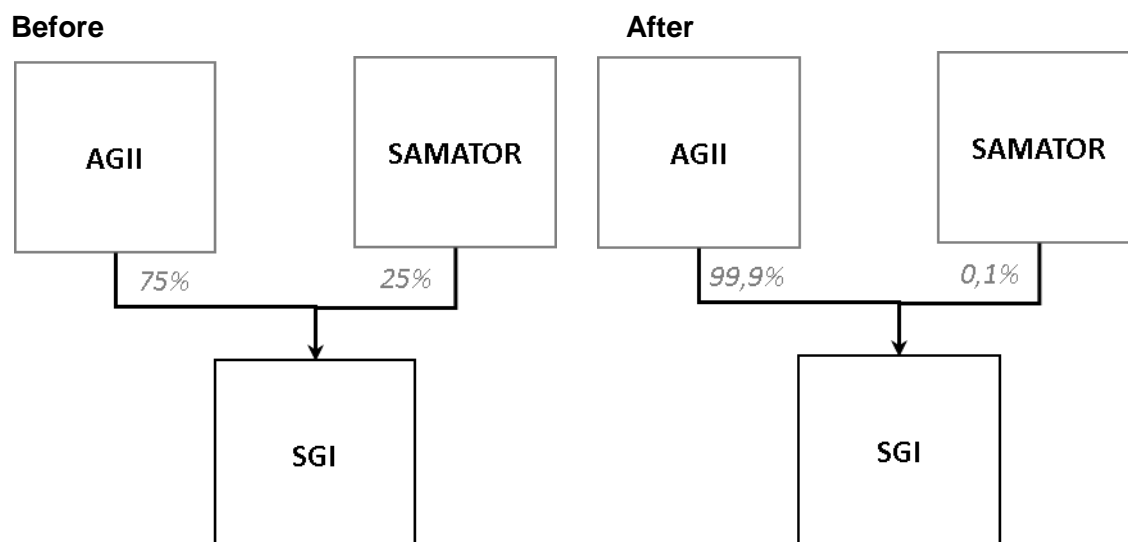 Before
After
AGII
SAMATOR
AGII
SAMATOR
75%
25%
99,9%
0,1%
SGI
SGI